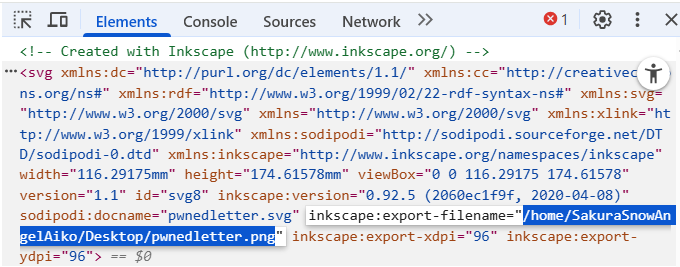 Elements Console Sources Network >> 1
<!-- Created with Inkscape (http://www.inkscape.org/) -->
···<svg xmlns:dc="http://purl.org/dc/elements/1.1/" xmlns:cc="http://creativec
ns.org/ns#" xmlns:rdf="http://www.w3.org/1999/02/22-rdf-syntax-ns#" xmlns:svg=
"http://www.w3.org/2000/svg" xmlns="http://www.w3.org/2000/svg" xmlns:xlink="ht
tp://www.w3.org/1999/xlink" xmlns:sodipodi="http://sodipodi.sourceforge.net/DT
D/sodipodi-0.dtd" xmlns:inkscape="http://www.inkscape.org/namespaces/inkscape"
width="116.29175mm" height="174.61578mm" viewBox="0 0 116.29175 174.61578"
version="1.1" id="svg8" inkscape:version="0.92.5 (2060ec1f9f, 2020-04-08)"
sodipodi:docname="pwnedletter.svg" inkscape:export-filename="/home/SakuraSnowAn
gelAiko/Desktop/pwnedletter.png" inkscape:export-xdpi="96" inkscape:export-
ydpi="96"> == $0